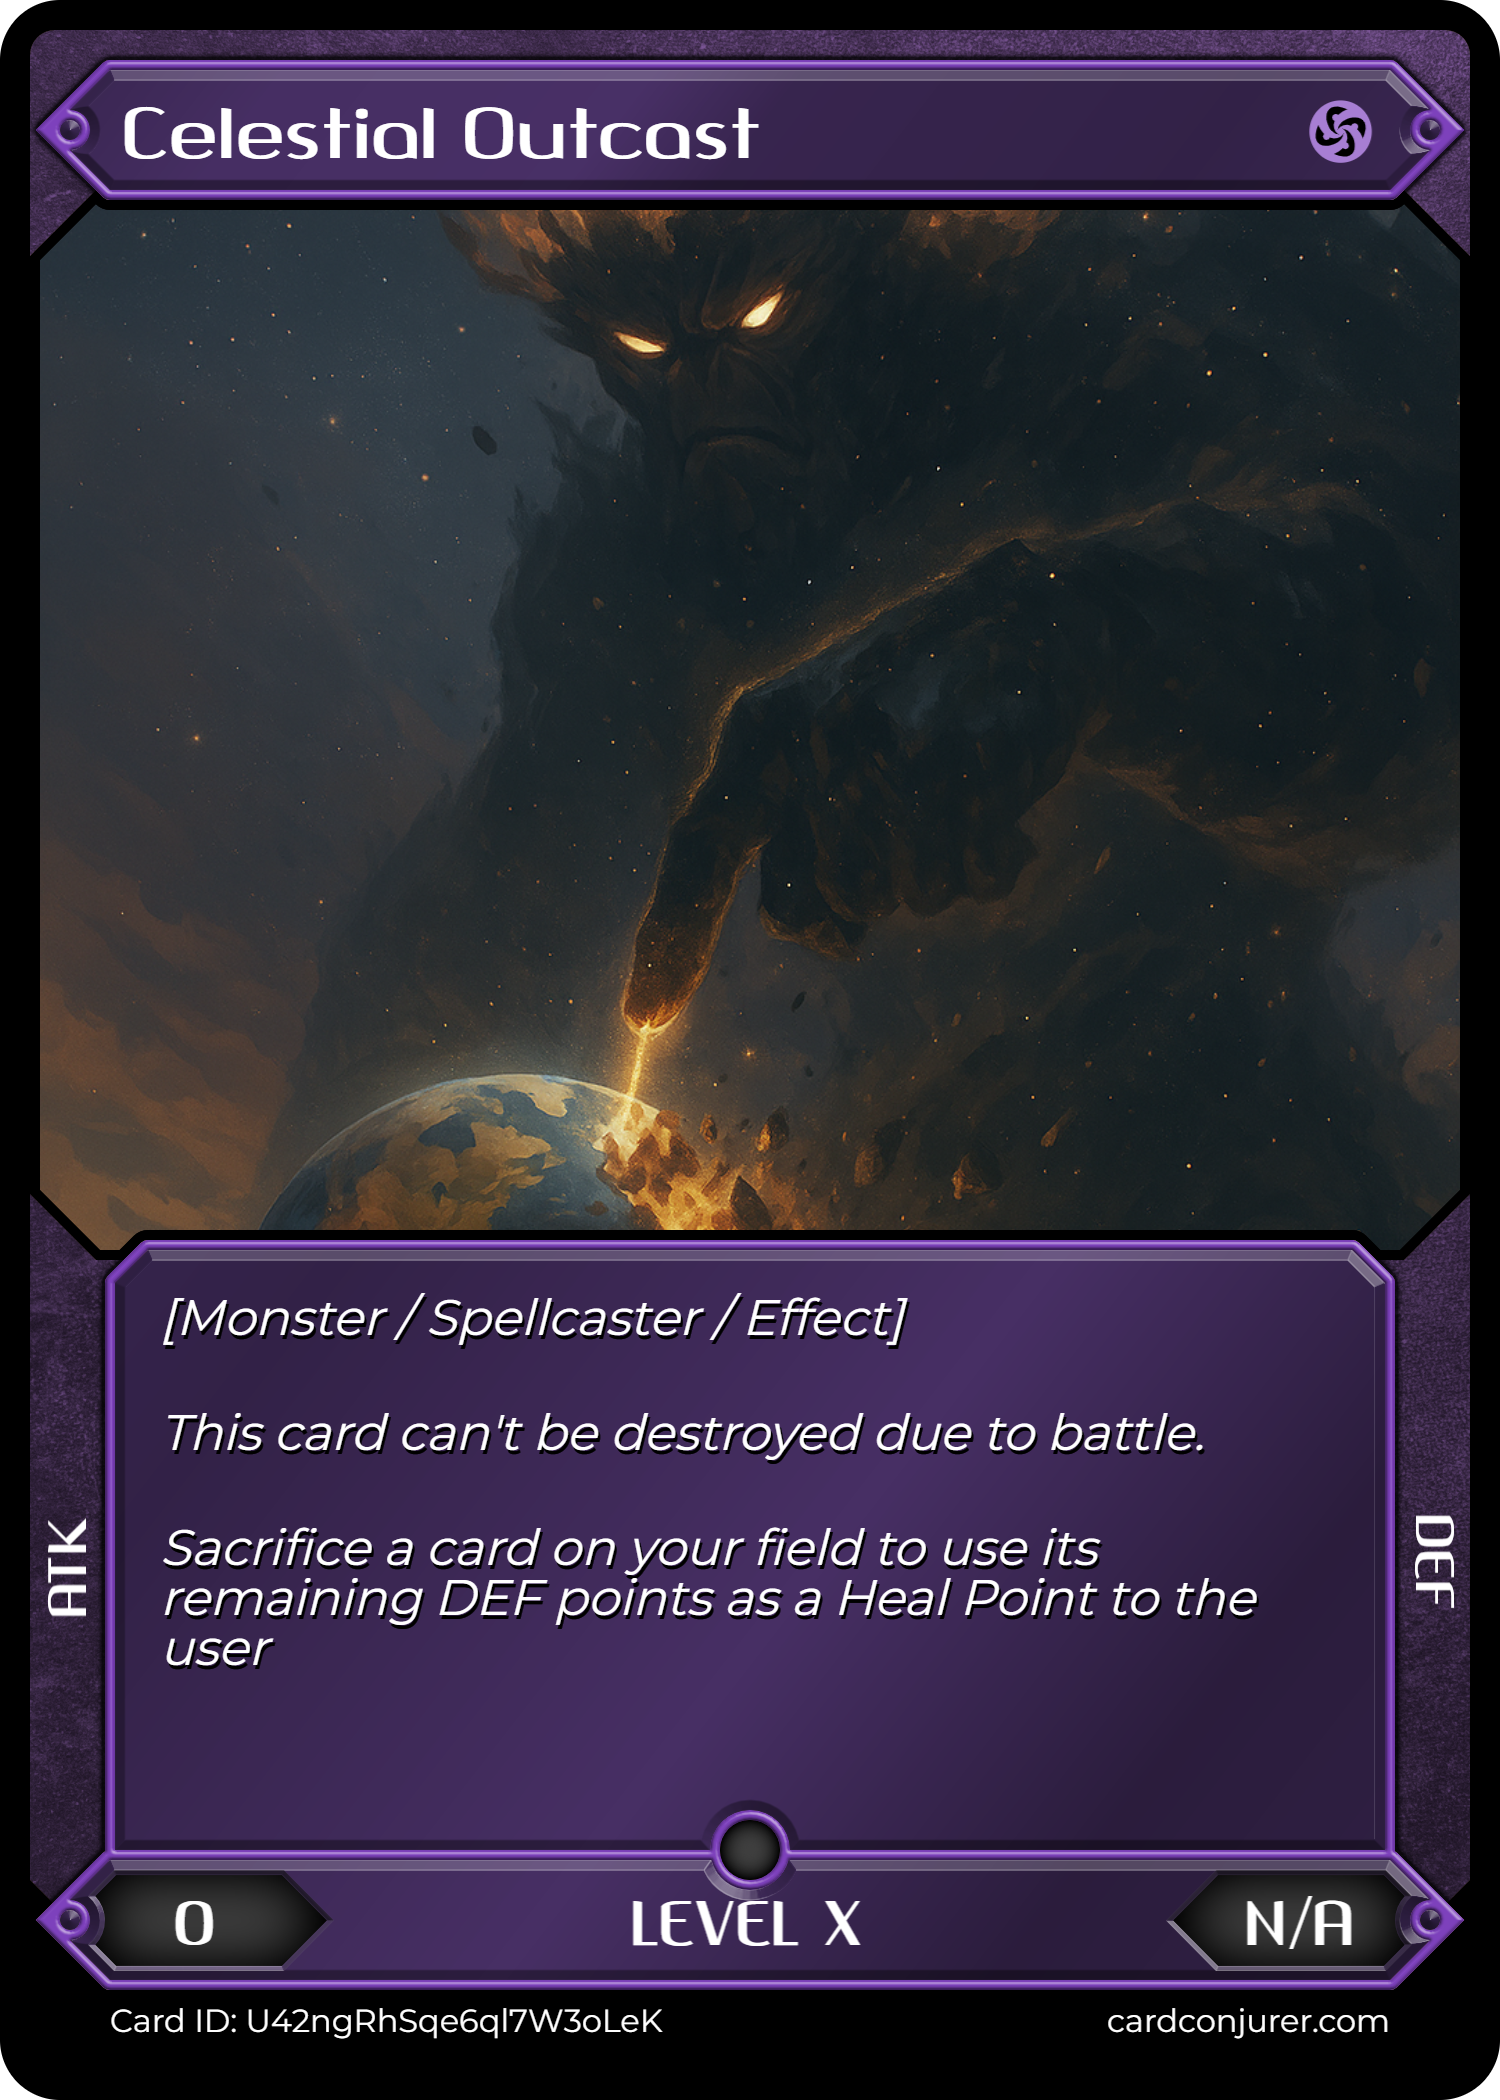 Celestial Outcast
[Monster / Spellcaster / Effect]
This card can't be destroyed due to battle.
Sacrifice a card on your field to use its
remaining DEF points as a Heal Point to the
user
ATK
DEF
0
LEVEL X
N/A
Card ID: U42ngRhSqe6ql7W3oLeK
cardconjurer.com